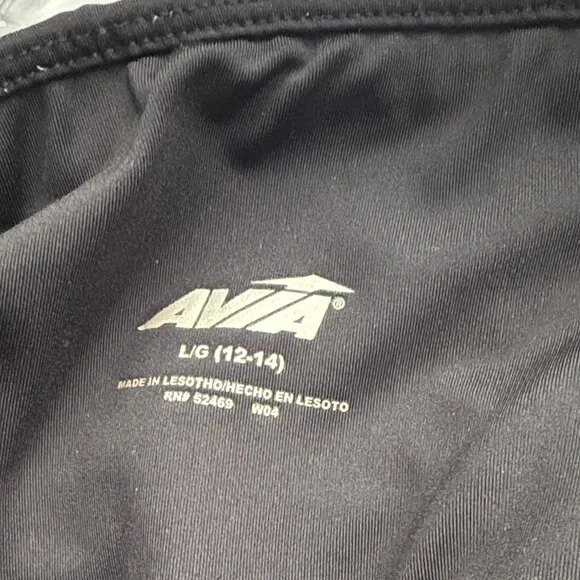 AVIA®
L/G (12-14)
MADE IN LESOTHO/HECHO EN LESOTO
RN# 52469 W04